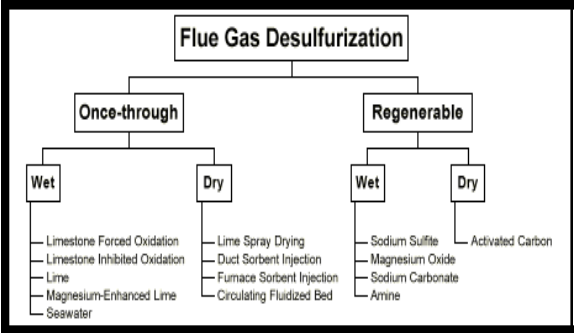 Flue Gas Desulfurization
Once-through
Regenerable
Wet
Dry
Wet
Dry
Limestone Forced Oxidation
Limestone Inhibited Oxidation
Lime
Magnesium-Enhanced Lime
Seawater
Lime Spray Drying
Duct Sorbent Injection
Furnace Sorbent Injection
Circulating Fluidized Bed
Sodium Sulfite
Magnesium Oxide
Sodium Carbonate
Amine
Activated Carbon